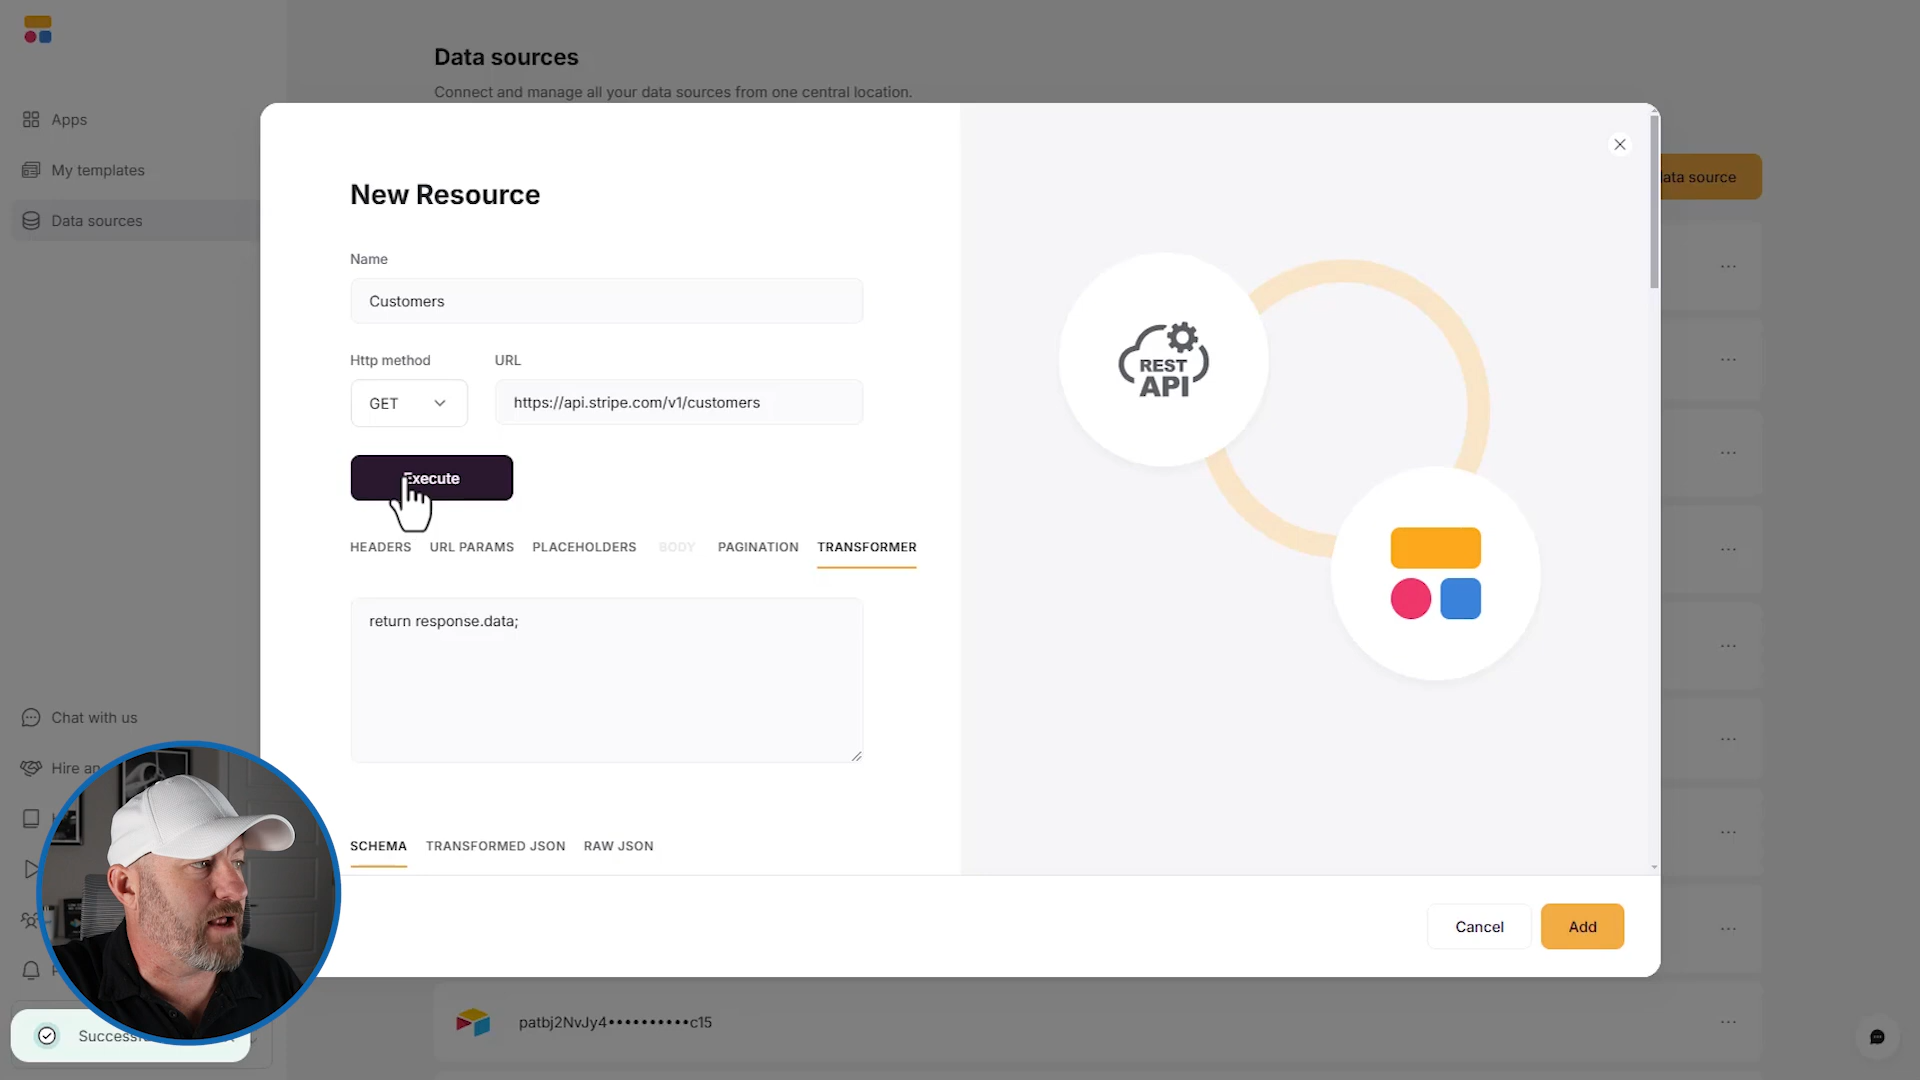 Data sources
Connect and manage all your data sources from one central location.
Apps
My templates
Data sources
data source
New Resource
Name
Customers
Http method
URL
GET
https://api.stripe.com/v1/customers
Execute
HEADERS
URL PARAMS
PLACEHOLDERS
BODY
PAGINATION
TRANSFORMER
return response.data;
SCHEMA
TRANSFORMED JSON
RAW JSON
REST
API
Cancel
Add
Chat with us
Hire an
patbj2NvJy4••••••••••c15